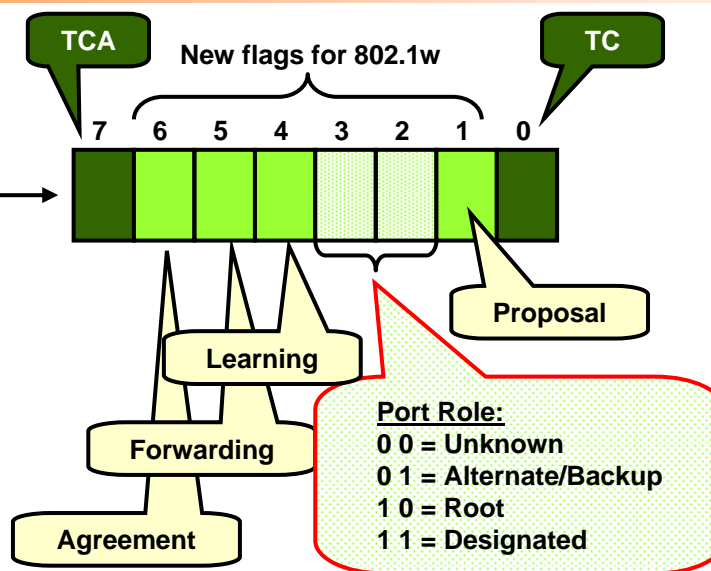 TCA
New flags for 802.1w
TC
7 6 5 4 3 2 1 0
Proposal
Learning
Forwarding
Agreement
Port Role:
0 0 = Unknown
0 1 = Alternate/Backup
1 0 = Root
1 1 = Designated